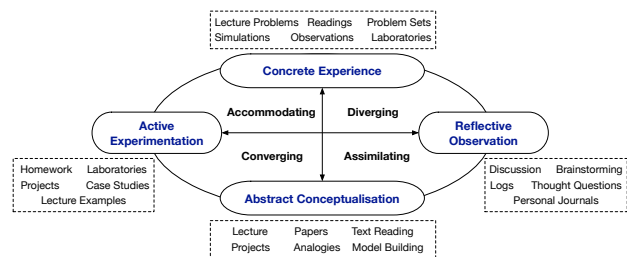 Lecture Problems Readings Problem Sets
Simulations Observations Laboratories
Concrete Experience
Accommodating Diverging
Active
Experimentation
Reflective
Observation
Converging Assimilating
Homework Laboratories
Projects Case Studies
Lecture Examples
Discussion Brainstorming
Logs Thought Questions
Personal Journals
Abstract Conceptualisation
Lecture Papers Text Reading
Projects Analogies Model Building